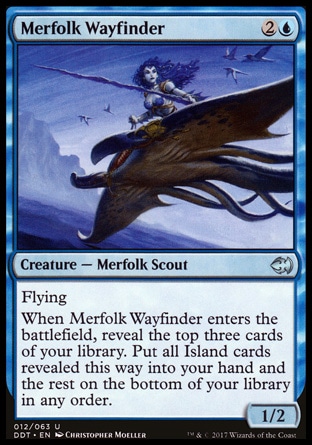 Merfolk Wayfinder 2
Creature — Merfolk Scout
Flying
When Merfolk Wayfinder enters the
battlefield, reveal the top three cards
of your library. Put all Island cards
revealed this way into your hand and
the rest on the bottom of your library
in any order.
1/2
012/063 U
DDT • EN Christopher Moeller
™ & © 2017 Wizards of the Coast